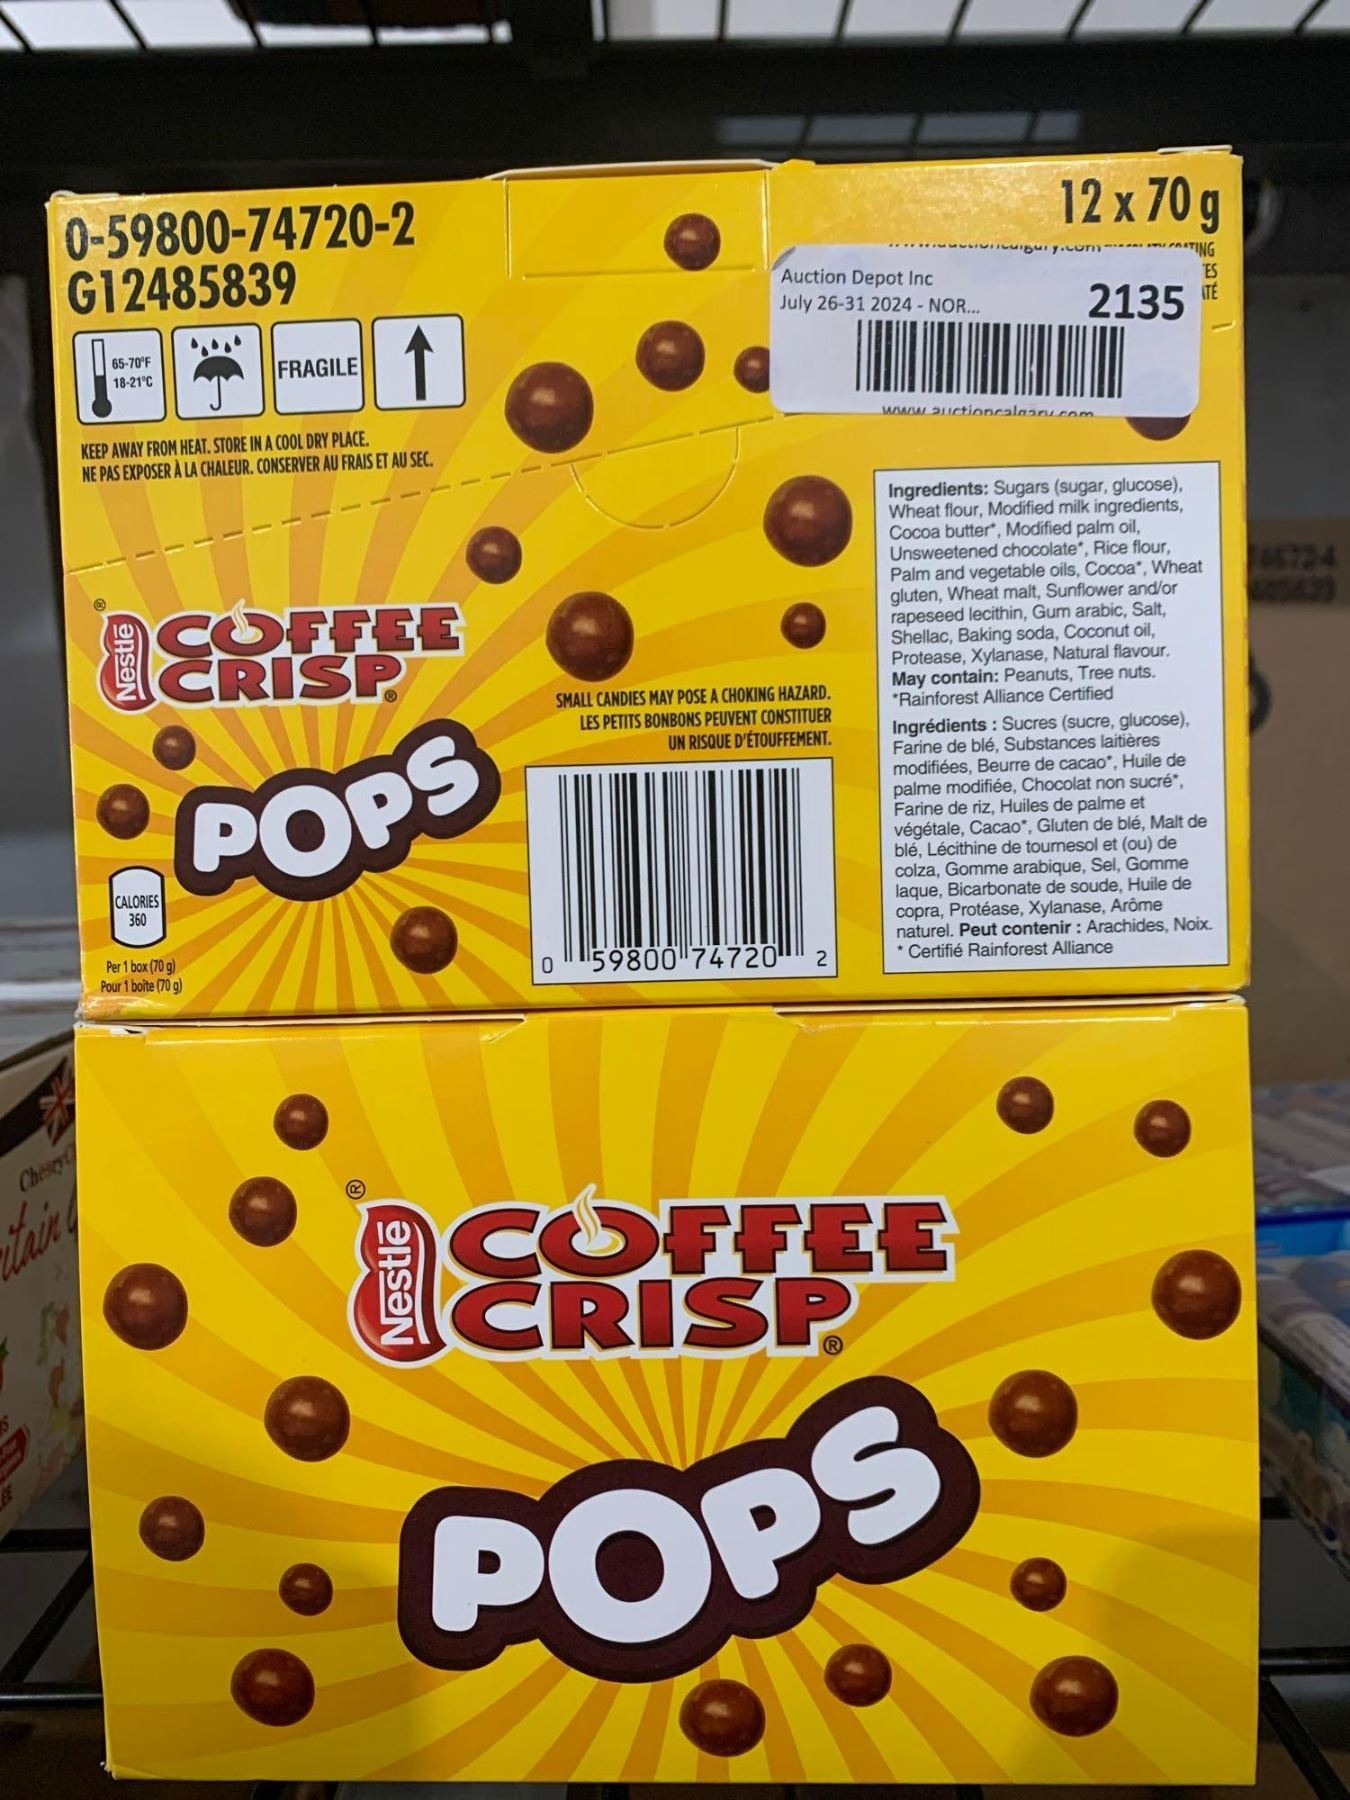 0-59800-74720-2
G12485839
12 x 70 g
Auction Depot Inc
July 26-31 2024 - NOR...
2135
www.auctioncalgary.com
65-70°F
18-21°C
FRAGILE
KEEP AWAY FROM HEAT. STORE IN A COOL DRY PLACE.
NE PAS EXPOSER À LA CHALEUR. CONSERVER AU FRAIS ET AU SEC.
Nestlé® COFFEE
CRISP®
POPS
CALORIES
360
Per 1 box (70 g)
Pour 1 boîte (70 g)
SMALL CANDIES MAY POSE A CHOKING HAZARD.
LES PETITS BONBONS PEUVENT CONSTITUER
UN RISQUE D'ÉTOUFFEMENT.
0 59800 74720 2
Ingredients: Sugars (sugar, glucose),
Wheat flour, Modified milk ingredients,
Cocoa butter*, Modified palm oil,
Unsweetened chocolate*, Rice flour,
Palm and vegetable oils, Cocoa*, Wheat
gluten, Wheat malt, Sunflower and/or
rapeseed lecithin, Gum arabic, Salt,
Shellac, Baking soda, Coconut oil,
Protease, Xylanase, Natural flavour.
May contain: Peanuts, Tree nuts.
*Rainforest Alliance Certified
Ingrédients : Sucres (sucre, glucose),
Farine de blé, Substances laitières
modifiées, Beurre de cacao*, Huile de
palme modifiée, Chocolat non sucré*,
Farine de riz, Huiles de palme et
végétale, Cacao*, Gluten de blé, Malt de
blé, Lécithine de tournesol et (ou) de
colza, Gomme arabique, Sel, Gomme
laque, Bicarbonate de soude, Huile de
copra, Protéase, Xylanase, Arôme
naturel. Peut contenir : Arachides, Noix.
* Certifié Rainforest Alliance
Nestlé® COFFEE
CRISP®
POPS